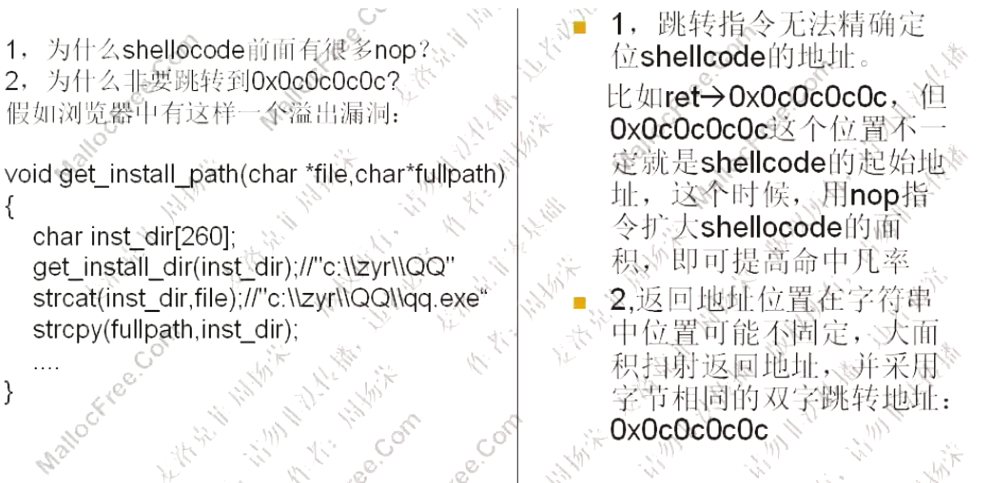 1，为什么shellocode前面有很多nop？
2，为什么非要跳转到0x0c0c0c0c?
假如浏览器中有这样一个溢出漏洞：
void get_install_path(char *file,char*fullpath)
{
char inst_dir[260];
get_install_dir(inst_dir);//"c:\\zyr\\QQ"
strcat(inst_dir,file);//"c:\\zyr\\QQ\\qq.exe“
strcpy(fullpath,inst_dir);
....
}
1，跳转指令无法精确定
位shellcode的地址。
比如ret→0x0c0c0c0c，但
0x0c0c0c0c这个位置不一
定就是shellcode的起始地
址，这个时候，用nop指
令扩大shellocode的面
积，即可提高命中几率
2,返回地址位置在字符串
中位置可能不固定，大面
积扫射返回地址，并采用
字节相同的双字跳转地址：
0x0c0c0c0c
MallocFree.Com